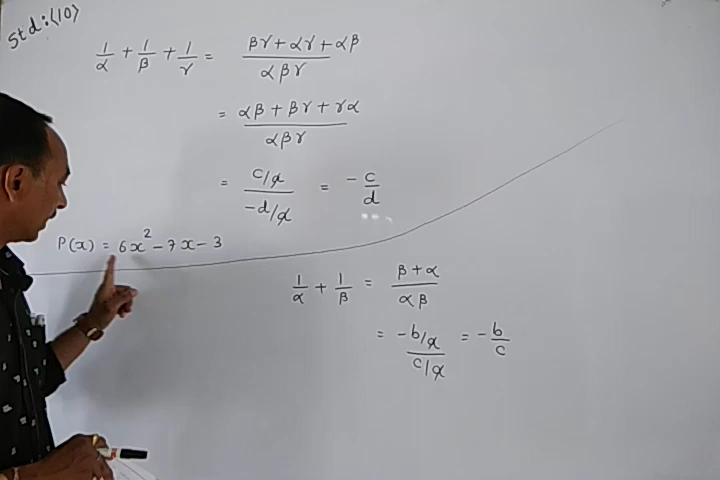 Std:<10>
1/α + 1/β + 1/γ = (βγ + αγ + αβ)/(αβγ)
= (αβ + βγ + γα)/(αβγ)
= (c/a)/(-d/a) = -c/d
P(x) = 6x² - 7x - 3
1/α + 1/β = (β + α)/(αβ)
= (-b/a)/(c/a) = -b/c